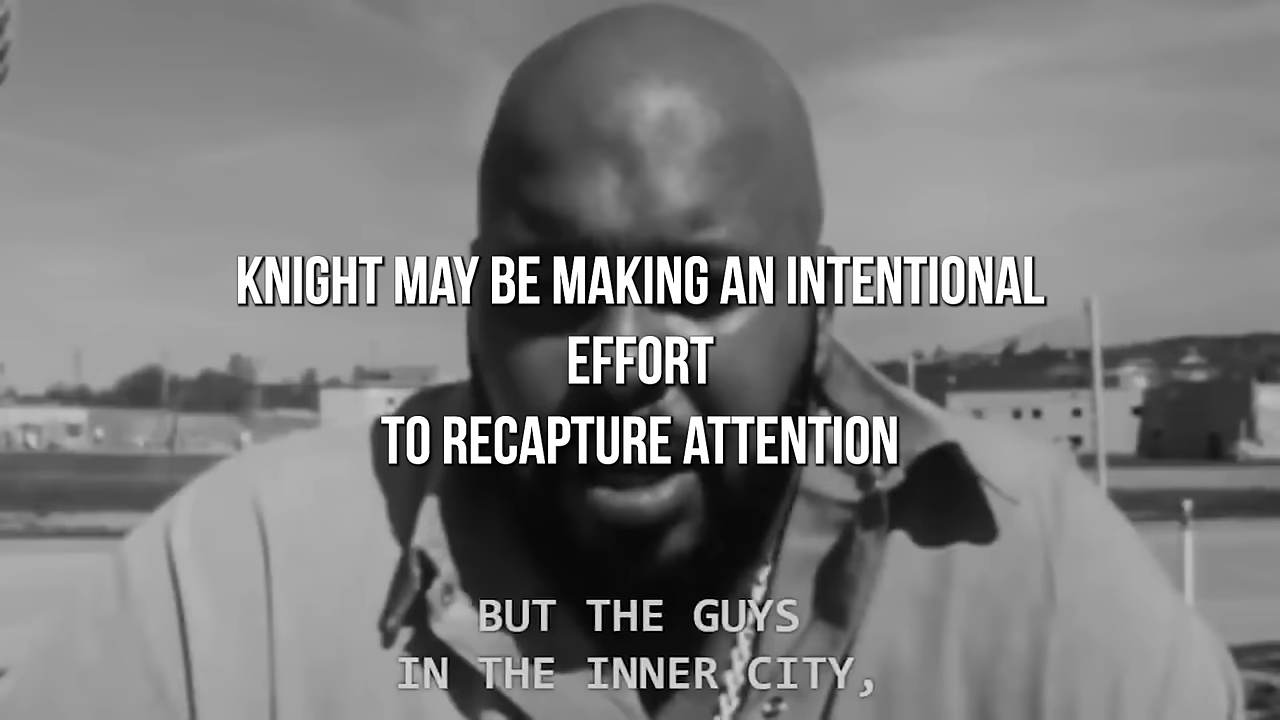 KNIGHT MAY BE MAKING AN INTENTIONAL
EFFORT
TO RECAPTURE ATTENTION
BUT THE GUYS
IN THE INNER CITY,